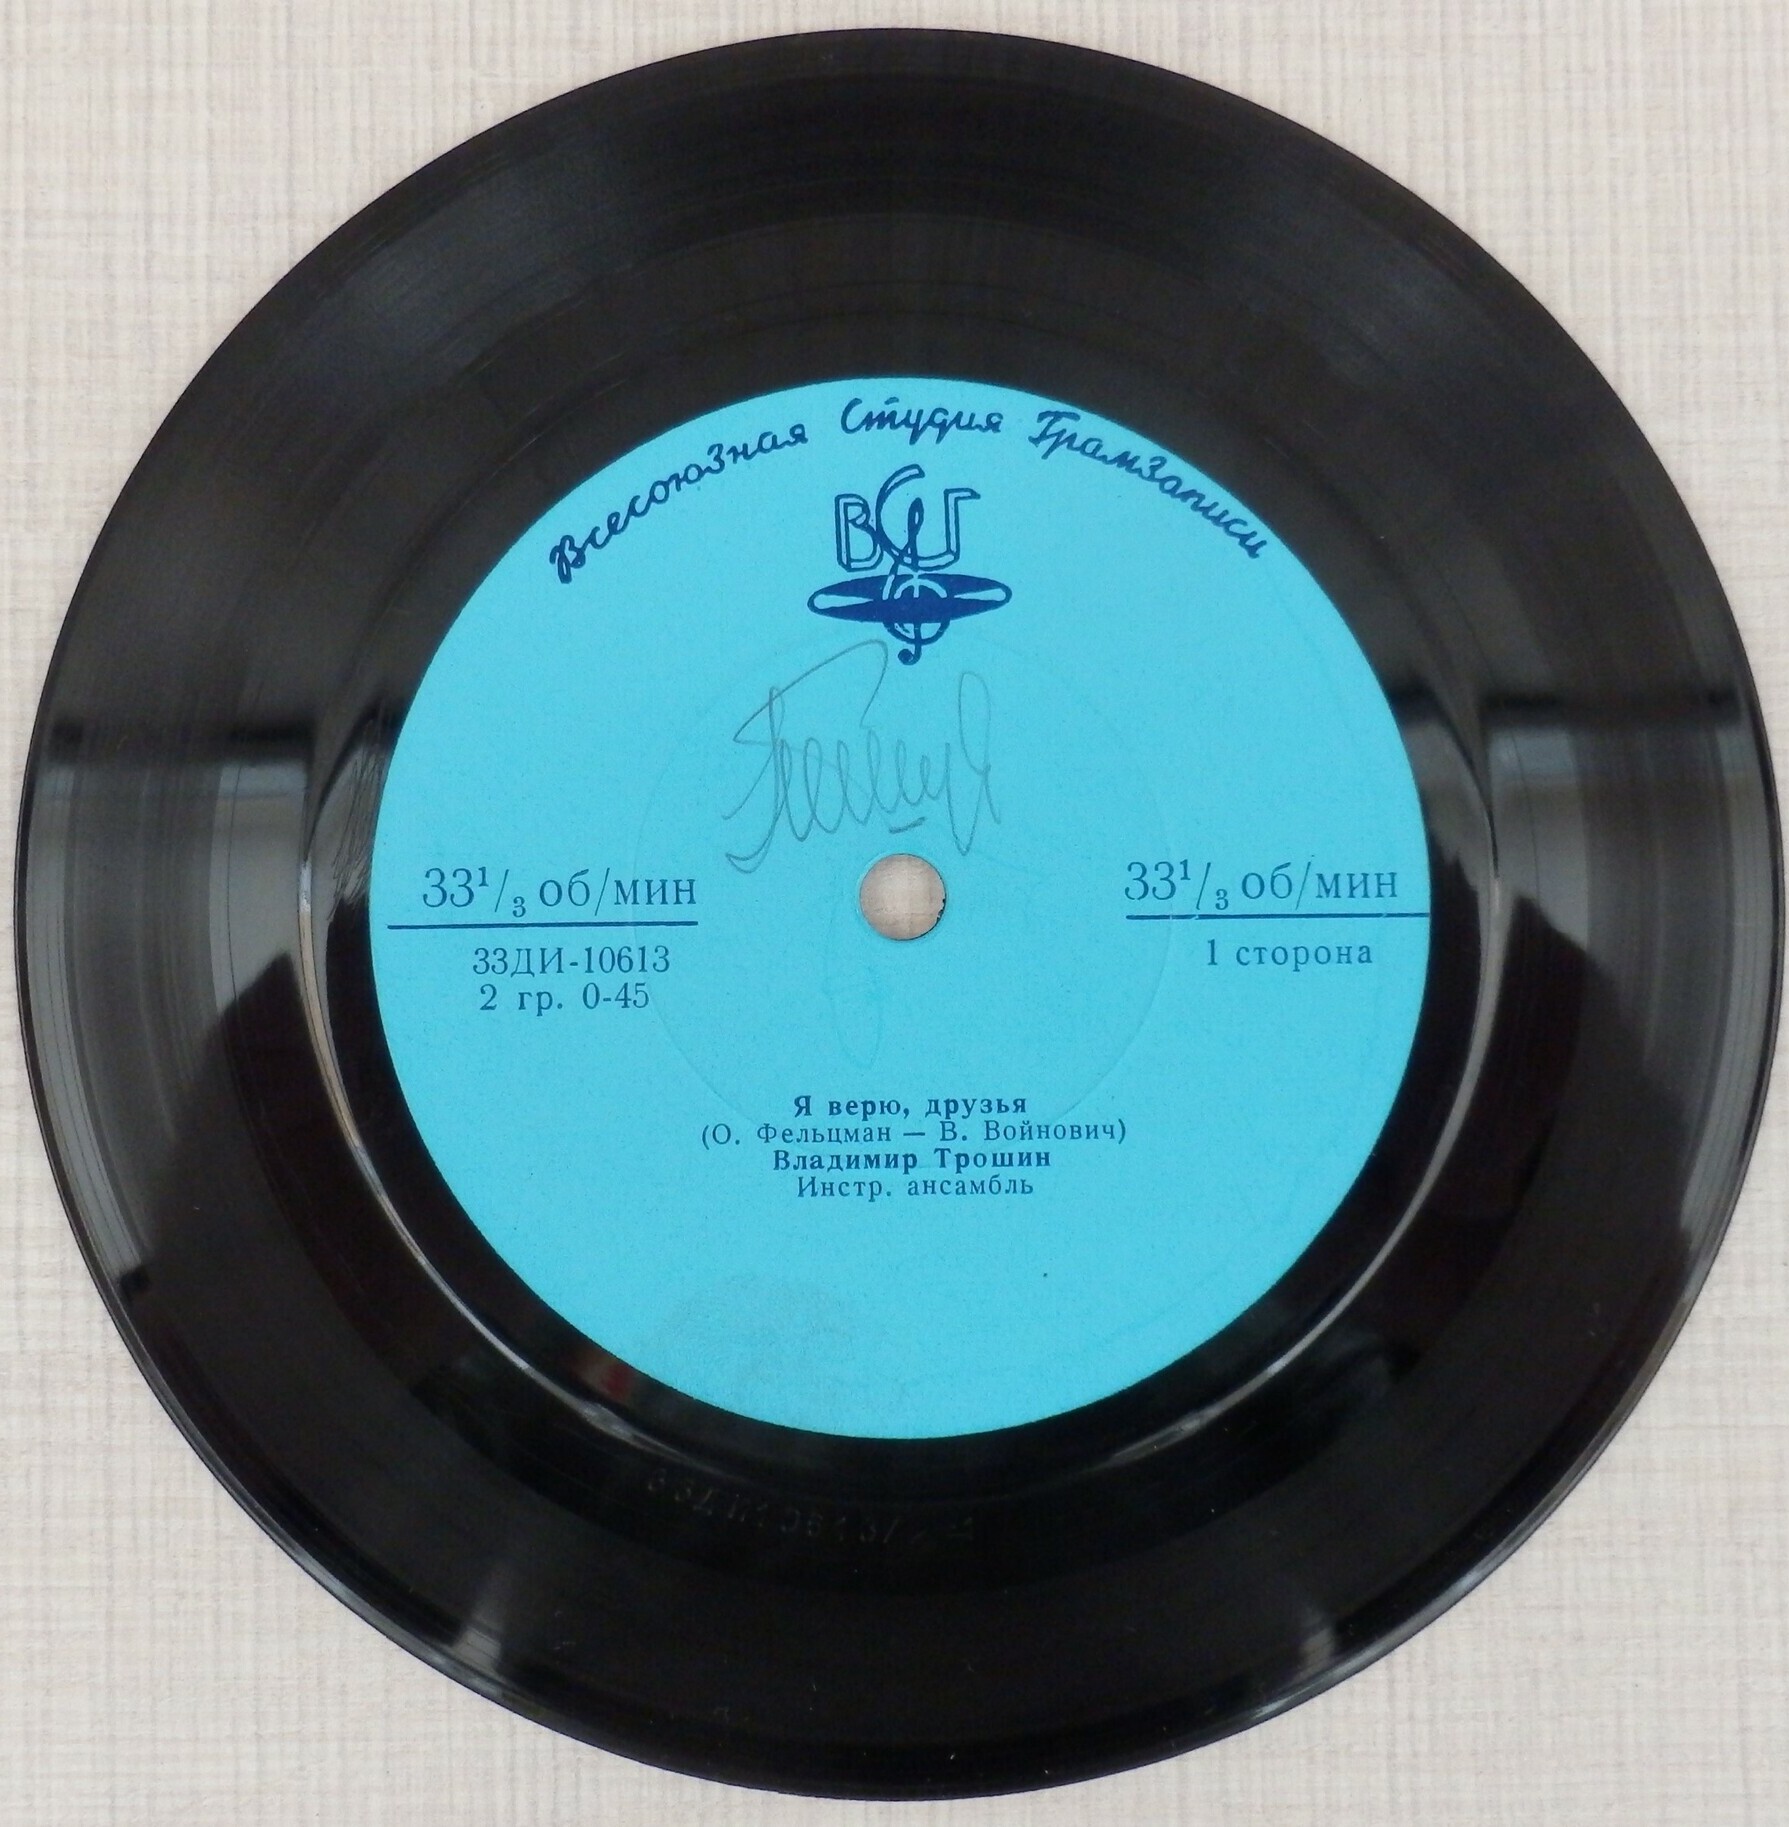 Всесоюзная Студия Грамзаписи
ВСГ
33¹/₃ об/мин
33ДИ-10613
2 гр. 0-45
33¹/₃ об/мин
1 сторона
Я верю, друзья
(О. Фельцман — В. Войнович)
Владимир Трошин
Инстр. ансамбль